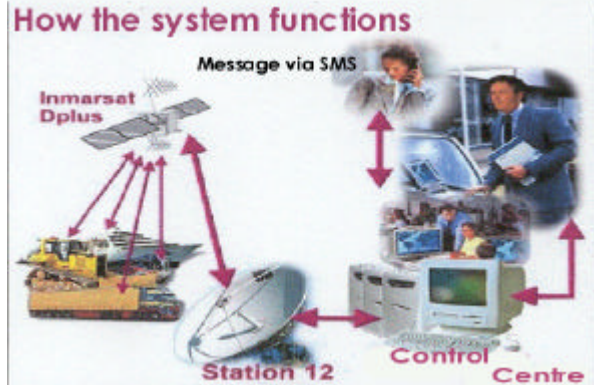 How the system functions
Message via SMS
Inmarsat
Dplus
Station 12
Control
Centre